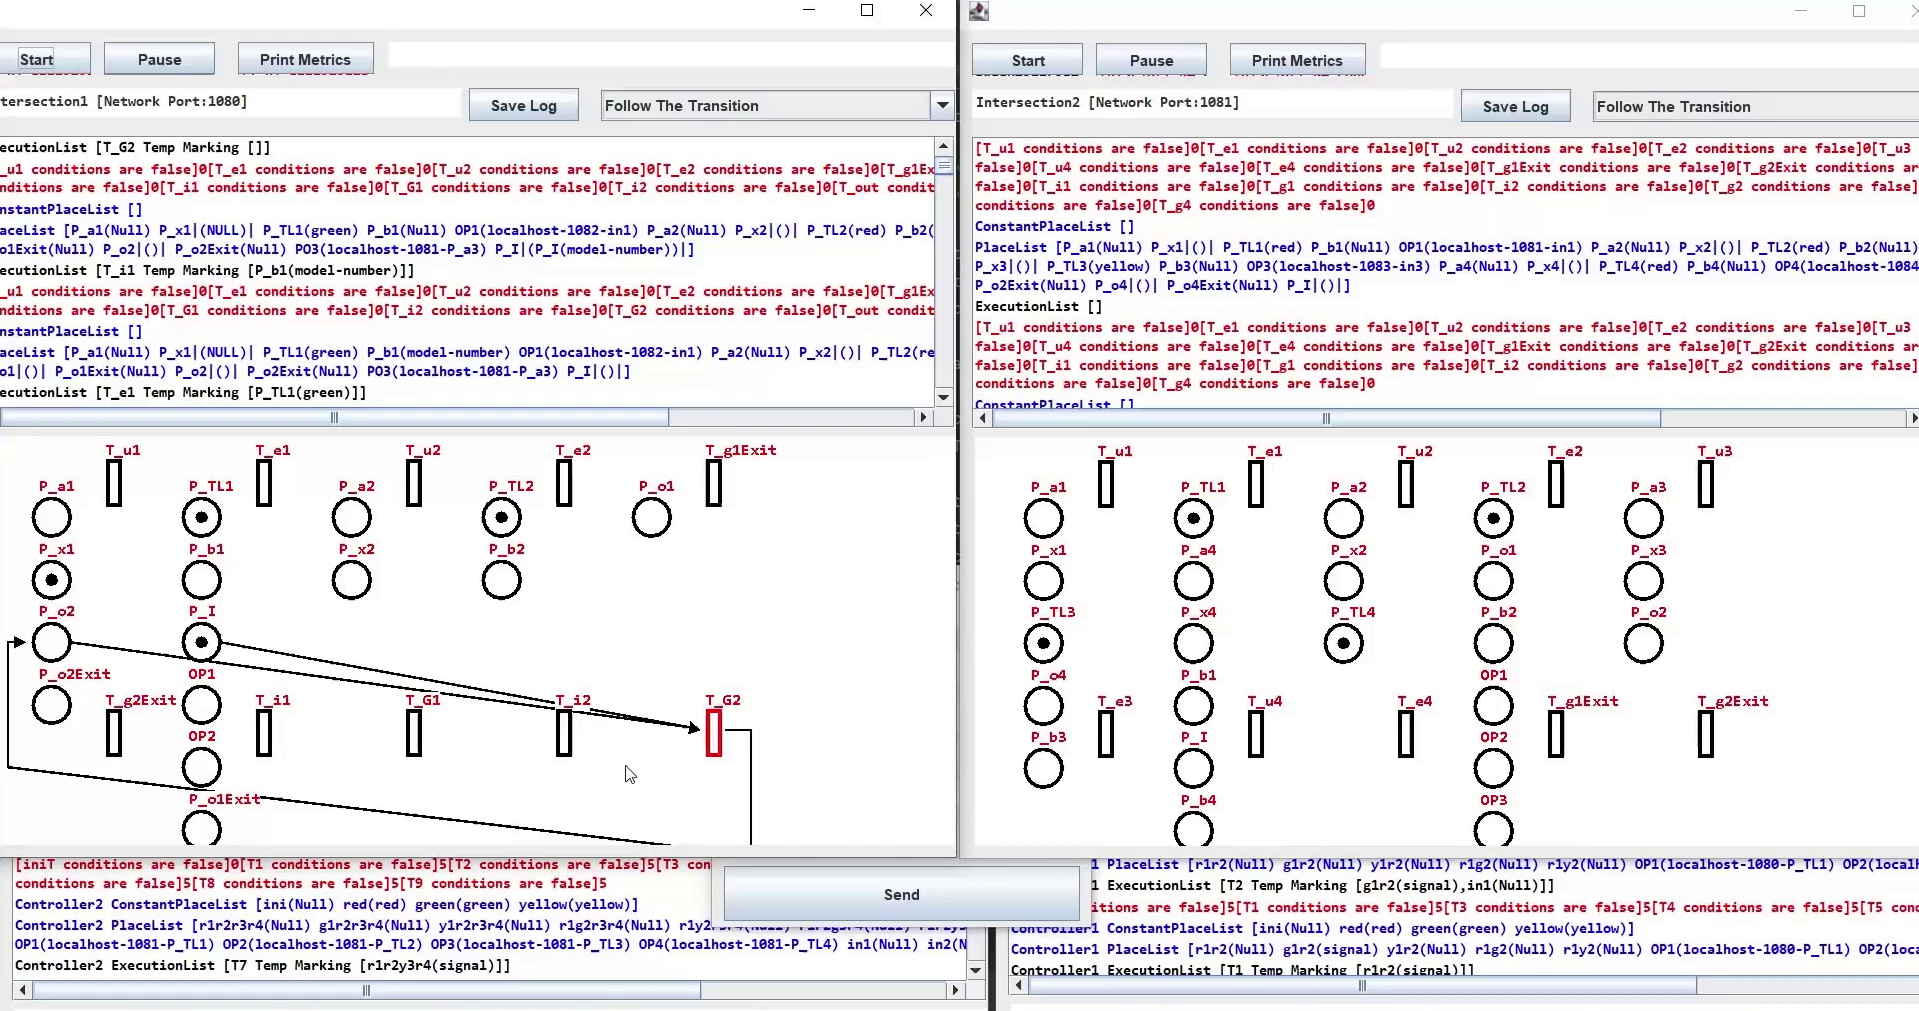 Start Pause Print Metrics
tersection1 [Network Port:1080] Save Log Follow The Transition
ecutionList [T_G2 Temp Marking []]
_u1 conditions are false]0[T_e1 conditions are false]0[T_u2 conditions are false]0[T_e2 conditions are false]0[T_g1Ex
nditions are false]0[T_i1 conditions are false]0[T_G1 conditions are false]0[T_i2 conditions are false]0[T_out condit
nstantPlaceList []
aceList [P_a1(Null) P_x1|(NULL)| P_TL1(green) P_b1(Null) OP1(localhost-1082-in1) P_a2(Null) P_x2|()| P_TL2(red) P_b2(
o1Exit(Null) P_o2|()| P_o2Exit(Null) PO3(localhost-1081-P_a3) P_I|(P_I(model-number))|]
ecutionList [T_i1 Temp Marking [P_b1(model-number)]]
_u1 conditions are false]0[T_e1 conditions are false]0[T_u2 conditions are false]0[T_e2 conditions are false]0[T_g1Ex
nditions are false]0[T_G1 conditions are false]0[T_i2 conditions are false]0[T_G2 conditions are false]0[T_out condit
nstantPlaceList []
aceList [P_a1(Null) P_x1|(NULL)| P_TL1(green) P_b1(model-number) OP1(localhost-1082-in1) P_a2(Null) P_x2|()| P_TL2(re
o1|()| P_o1Exit(Null) P_o2|()| P_o2Exit(Null) PO3(localhost-1081-P_a3) P_I|()|]
ecutionList [T_e1 Temp Marking [P_TL1(green)]]
T_u1 T_e1 T_u2 T_e2 T_g1Exit
P_a1 P_TL1 P_a2 P_TL2 P_o1
P_x1 P_b1 P_x2 P_b2
P_o2 P_I
P_o2Exit OP1
T_g2Exit T_i1 T_G1 T_i2 T_G2
OP2
P_o1Exit
Start Pause Print Metrics
Intersection2 [Network Port:1081] Save Log Follow The Transition
[T_u1 conditions are false]0[T_e1 conditions are false]0[T_u2 conditions are false]0[T_e2 conditions are false]0[T_u3
false]0[T_u4 conditions are false]0[T_e4 conditions are false]0[T_g1Exit conditions are false]0[T_g2Exit conditions ar
false]0[T_i1 conditions are false]0[T_g1 conditions are false]0[T_i2 conditions are false]0[T_g2 conditions are false]
conditions are false]0[T_g4 conditions are false]0
ConstantPlaceList []
PlaceList [P_a1(Null) P_x1|()| P_TL1(red) P_b1(Null) OP1(localhost-1081-in1) P_a2(Null) P_x2|()| P_TL2(red) P_b2(Null)
P_x3|()| P_TL3(yellow) P_b3(Null) OP3(localhost-1083-in3) P_a4(Null) P_x4|()| P_TL4(red) P_b4(Null) OP4(localhost-1084
P_o2Exit(Null) P_o4|()| P_o4Exit(Null) P_I|()|]
ExecutionList []
[T_u1 conditions are false]0[T_e1 conditions are false]0[T_u2 conditions are false]0[T_e2 conditions are false]0[T_u3
false]0[T_u4 conditions are false]0[T_e4 conditions are false]0[T_g1Exit conditions are false]0[T_g2Exit conditions ar
false]0[T_i1 conditions are false]0[T_g1 conditions are false]0[T_i2 conditions are false]0[T_g2 conditions are false]
conditions are false]0[T_g4 conditions are false]0
ConstantPlaceList []
T_u1 T_e1 T_u2 T_e2 T_u3
P_a1 P_TL1 P_a2 P_TL2 P_a3
P_x1 P_a4 P_x2 P_o1 P_x3
P_TL3 P_x4 P_TL4 P_b2 P_o2
P_o4 P_b1 OP1
T_e3 T_u4 T_e4 T_g1Exit T_g2Exit
P_b3 P_I OP2
P_b4 OP3
[iniT conditions are false]0[T1 conditions are false]5[T2 conditions are false]5[T3 con
conditions are false]5[T8 conditions are false]5[T9 conditions are false]5
Controller2 ConstantPlaceList [ini(Null) red(red) green(green) yellow(yellow)]
Controller2 PlaceList [r1r2r3r4(Null) g1r2r3r4(Null) y1r2r3r4(Null) r1g2r3r4(Null)
OP1(localhost-1081-P_TL1) OP2(localhost-1081-P_TL2) OP3(localhost-1081-P_TL3) OP4(localhost-1081-P_TL4) in1(Null) in2(N
Controller2 ExecutionList [T7 Temp Marking [r1r2y3r4(signal)]]
Send
1 PlaceList [r1r2(Null) g1r2(Null) y1r2(Null) r1g2(Null) r1y2(Null) OP1(localhost-1080-P_TL1) OP2(local
1 ExecutionList [T2 Temp Marking [g1r2(signal),in1(Null)]]
itions are false]5[T1 conditions are false]5[T3 conditions are false]5[T4 conditions are false]5[T5
Controller1 ConstantPlaceList [ini(Null) red(red) green(green) yellow(yellow)]
Controller1 PlaceList [r1r2(Null) g1r2(signal) y1r2(Null) r1g2(Null) r1y2(Null) OP1(localhost-1080-P_TL1) OP2(loca
Controller1 ExecutionList [T1 Temp Marking [r1r2(signal)]]